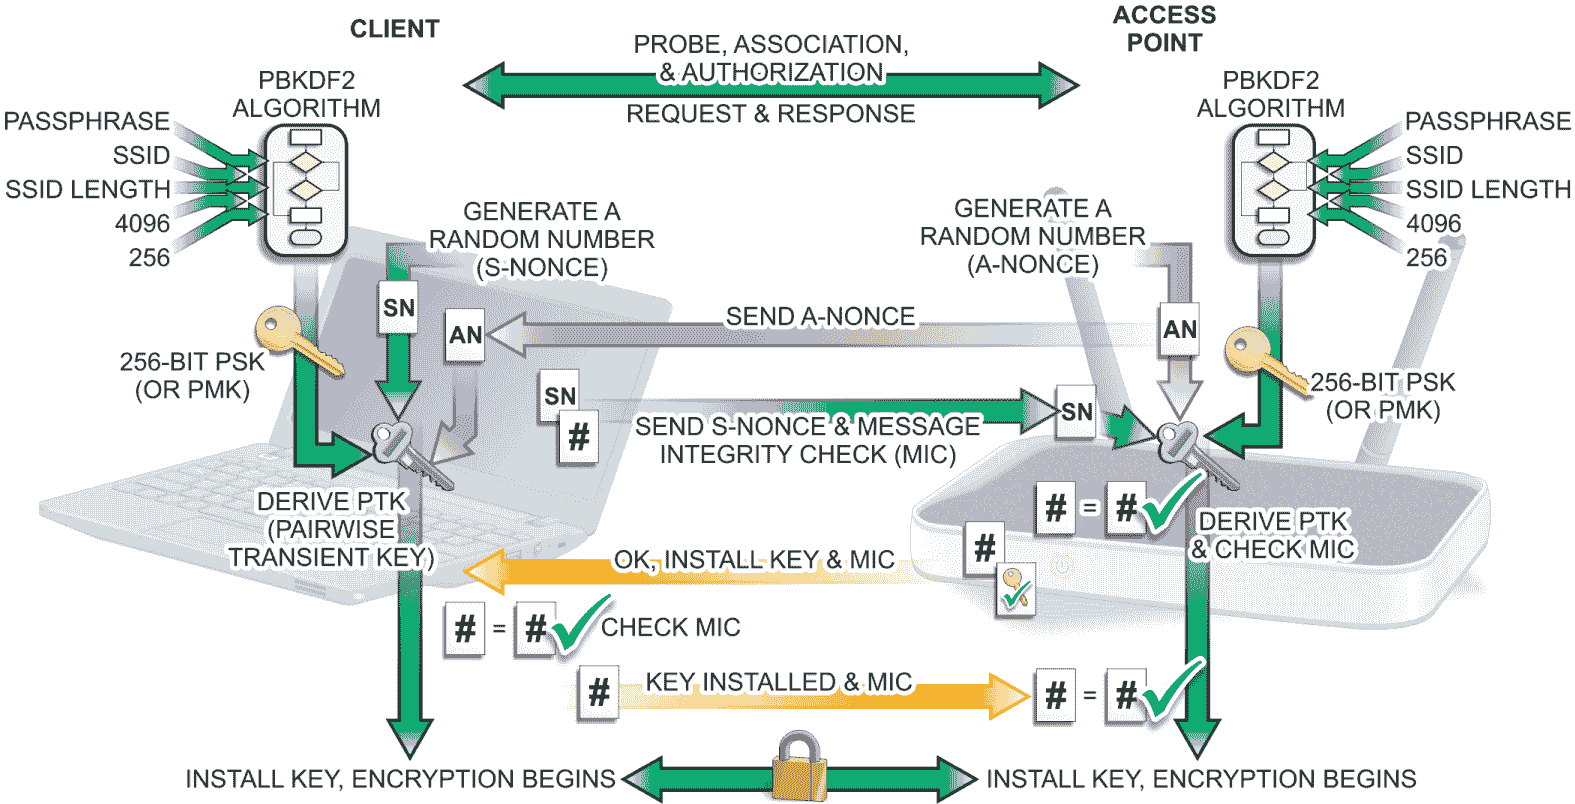 CLIENT
ACCESS
POINT
PROBE, ASSOCIATION,
& AUTHORIZATION
REQUEST & RESPONSE
PBKDF2
ALGORITHM
PASSPHRASE
SSID
SSID LENGTH
4096
256
PBKDF2
ALGORITHM
PASSPHRASE
SSID
SSID LENGTH
4096
256
GENERATE A
RANDOM NUMBER
(S-NONCE)
GENERATE A
RANDOM NUMBER
(A-NONCE)
SN
AN
SEND A-NONCE
AN
256-BIT PSK
(OR PMK)
256-BIT PSK
(OR PMK)
SN
#
SEND S-NONCE & MESSAGE
INTEGRITY CHECK (MIC)
SN
DERIVE PTK
(PAIRWISE
TRANSIENT KEY)
# = #
DERIVE PTK
& CHECK MIC
OK, INSTALL KEY & MIC
#
# = #
CHECK MIC
#
KEY INSTALLED & MIC
# = #
INSTALL KEY, ENCRYPTION BEGINS
INSTALL KEY, ENCRYPTION BEGINS